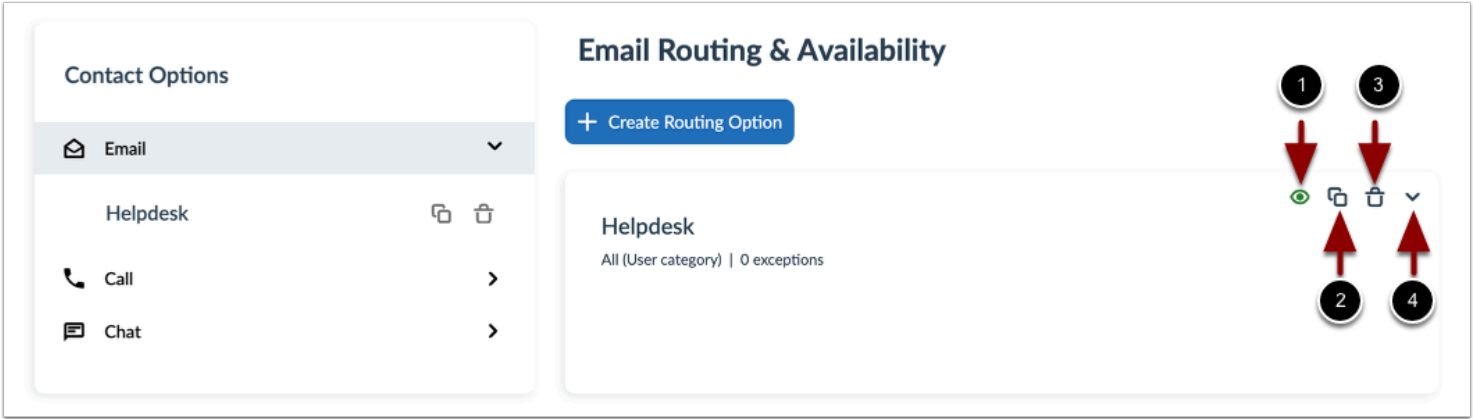 Contact Options
Email
Helpdesk
Call
Chat
Email Routing & Availability
+ Create Routing Option
Helpdesk
All (User category) | 0 exceptions
1
3
2
4